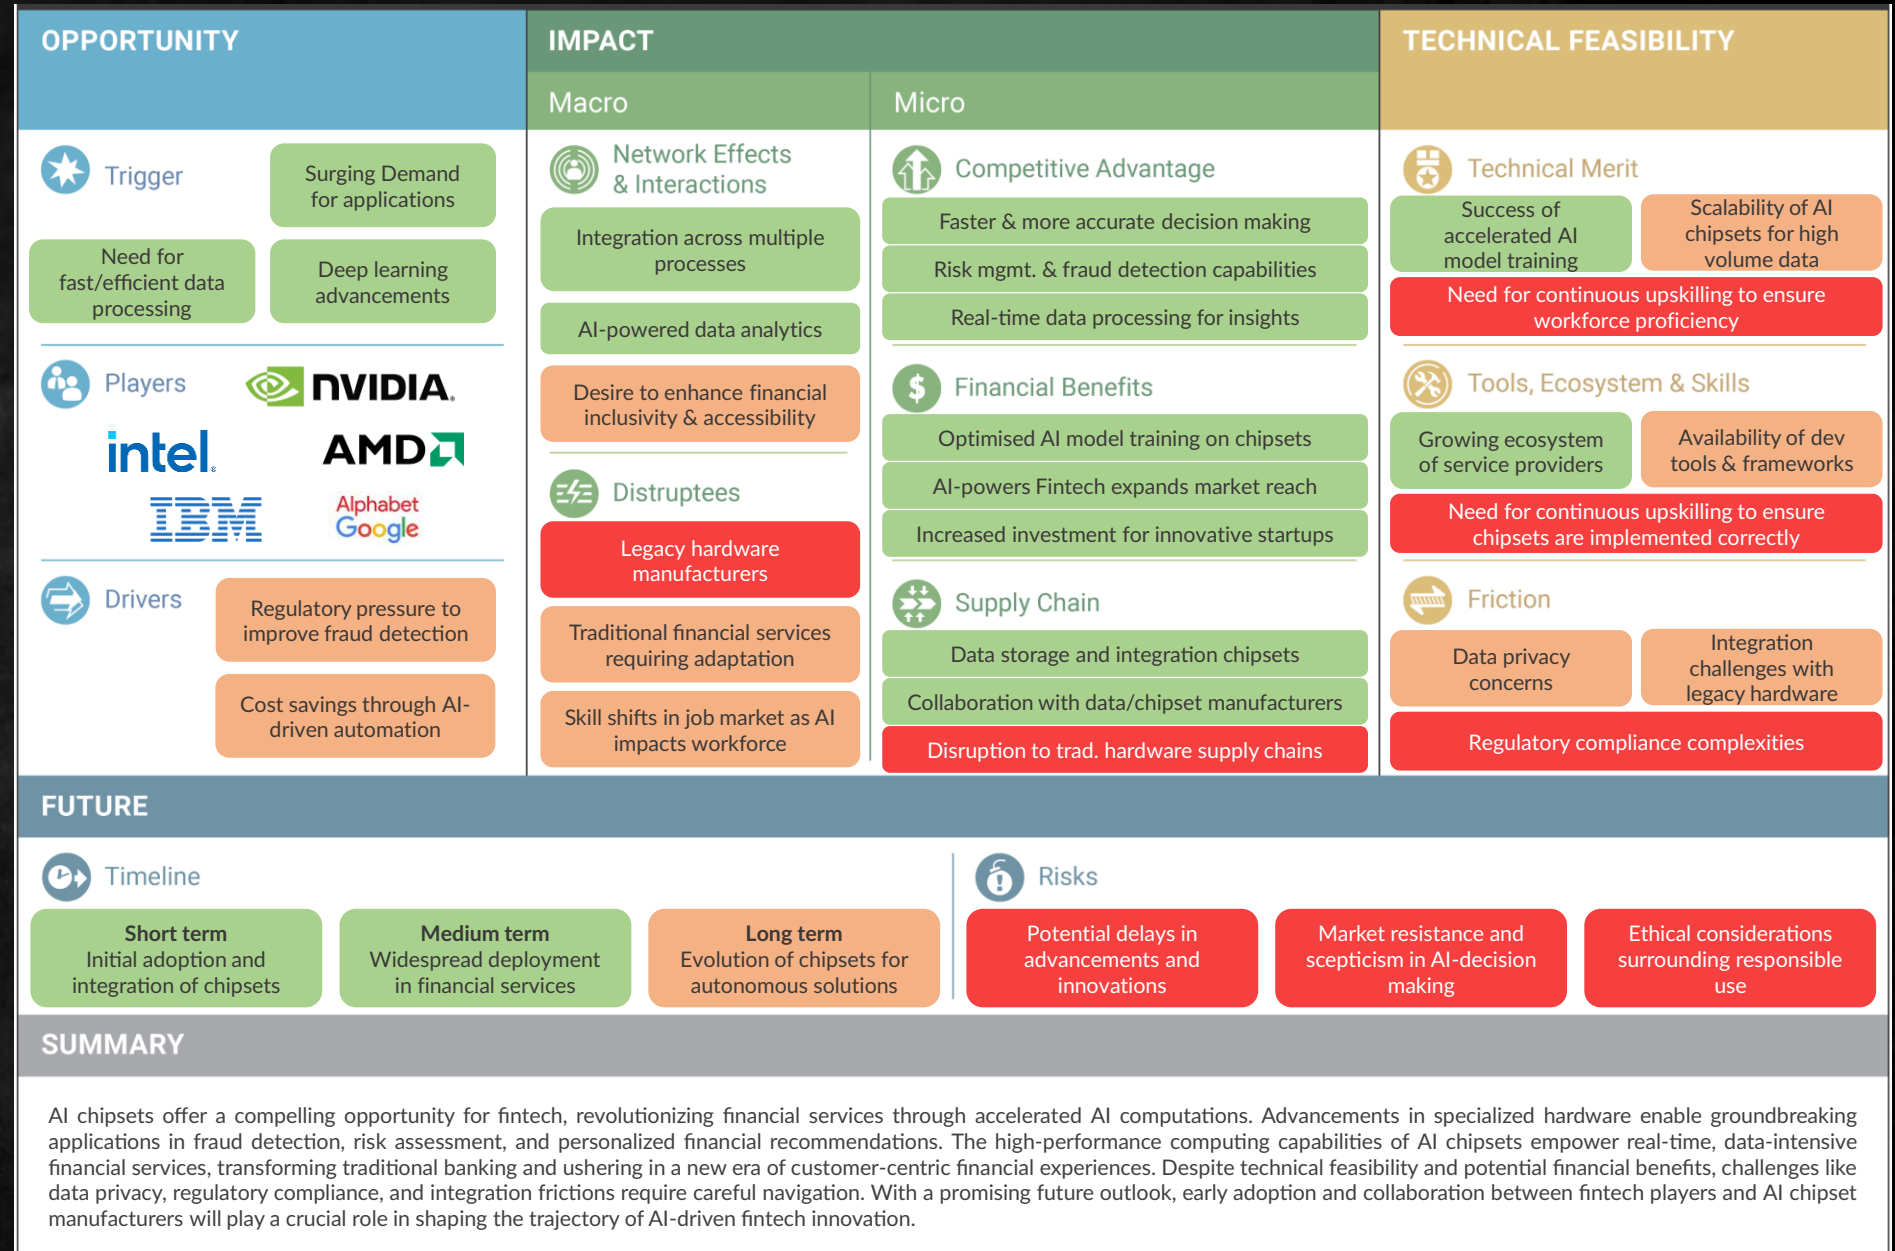 OPPORTUNITY
Trigger
Surging Demand
for applications
Need for
fast/efficient data
processing
Deep learning
advancements
Players
NVIDIA.
intel.
AMD
IBM
Alphabet
Google
Drivers
Regulatory pressure to
improve fraud detection
Cost savings through AI-
driven automation
IMPACT
Macro
Network Effects
& Interactions
Integration across multiple
processes
AI-powered data analytics
Desire to enhance financial
inclusivity & accessibility
Distruptees
Legacy hardware
manufacturers
Traditional financial services
requiring adaptation
Skill shifts in job market as AI
impacts workforce
Micro
Competitive Advantage
Faster & more accurate decision making
Risk mgmt. & fraud detection capabilities
Real-time data processing for insights
Financial Benefits
Optimised AI model training on chipsets
AI-powers Fintech expands market reach
Increased investment for innovative startups
Supply Chain
Data storage and integration chipsets
Collaboration with data/chipset manufacturers
Disruption to trad. hardware supply chains
TECHNICAL FEASIBILITY
Technical Merit
Success of
accelerated AI
model training
Scalability of AI
chipsets for high
volume data
Need for continuous upskilling to ensure
workforce proficiency
Tools, Ecosystem & Skills
Growing ecosystem
of service providers
Availability of dev
tools & frameworks
Need for continuous upskilling to ensure
chipsets are implemented correctly
Friction
Data privacy
concerns
Integration
challenges with
legacy hardware
Regulatory compliance complexities
FUTURE
Timeline
Short term
Initial adoption and
integration of chipsets
Medium term
Widespread deployment
in financial services
Long term
Evolution of chipsets for
autonomous solutions
Risks
Potential delays in
advancements and
innovations
Market resistance and
scepticism in AI-decision
making
Ethical considerations
surrounding responsible
use
SUMMARY
AI chipsets offer a compelling opportunity for fintech, revolutionizing financial services through accelerated AI computations. Advancements in specialized hardware enable groundbreaking
applications in fraud detection, risk assessment, and personalized financial recommendations. The high-performance computing capabilities of AI chipsets empower real-time, data-intensive
financial services, transforming traditional banking and ushering in a new era of customer-centric financial experiences. Despite technical feasibility and potential financial benefits, challenges like
data privacy, regulatory compliance, and integration frictions require careful navigation. With a promising future outlook, early adoption and collaboration between fintech players and AI chipset
manufacturers will play a crucial role in shaping the trajectory of AI-driven fintech innovation.